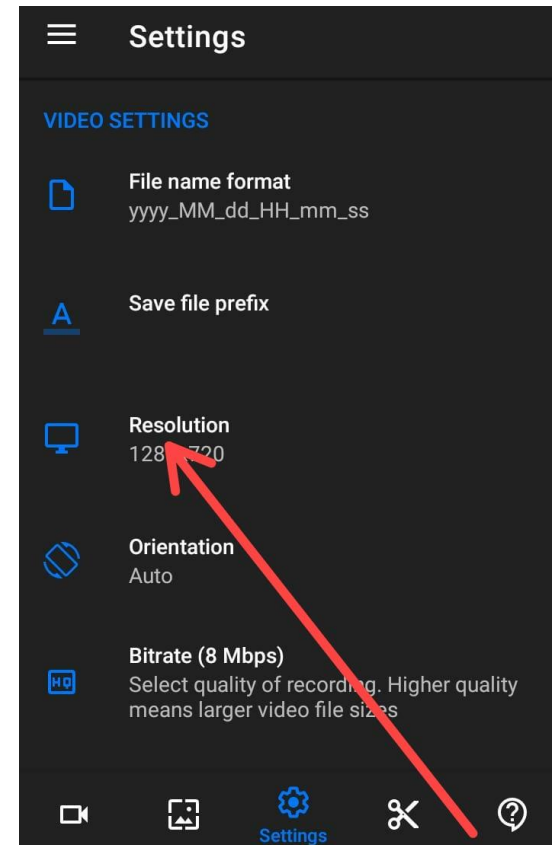 Settings
VIDEO SETTINGS
File name format
yyyy_MM_dd_HH_mm_ss
A
Save file prefix
Resolution
Orientation
Auto
HQ
Bitrate (8 Mbps)
Select quality of recording. Higher quality
means larger video file sizes
Settings